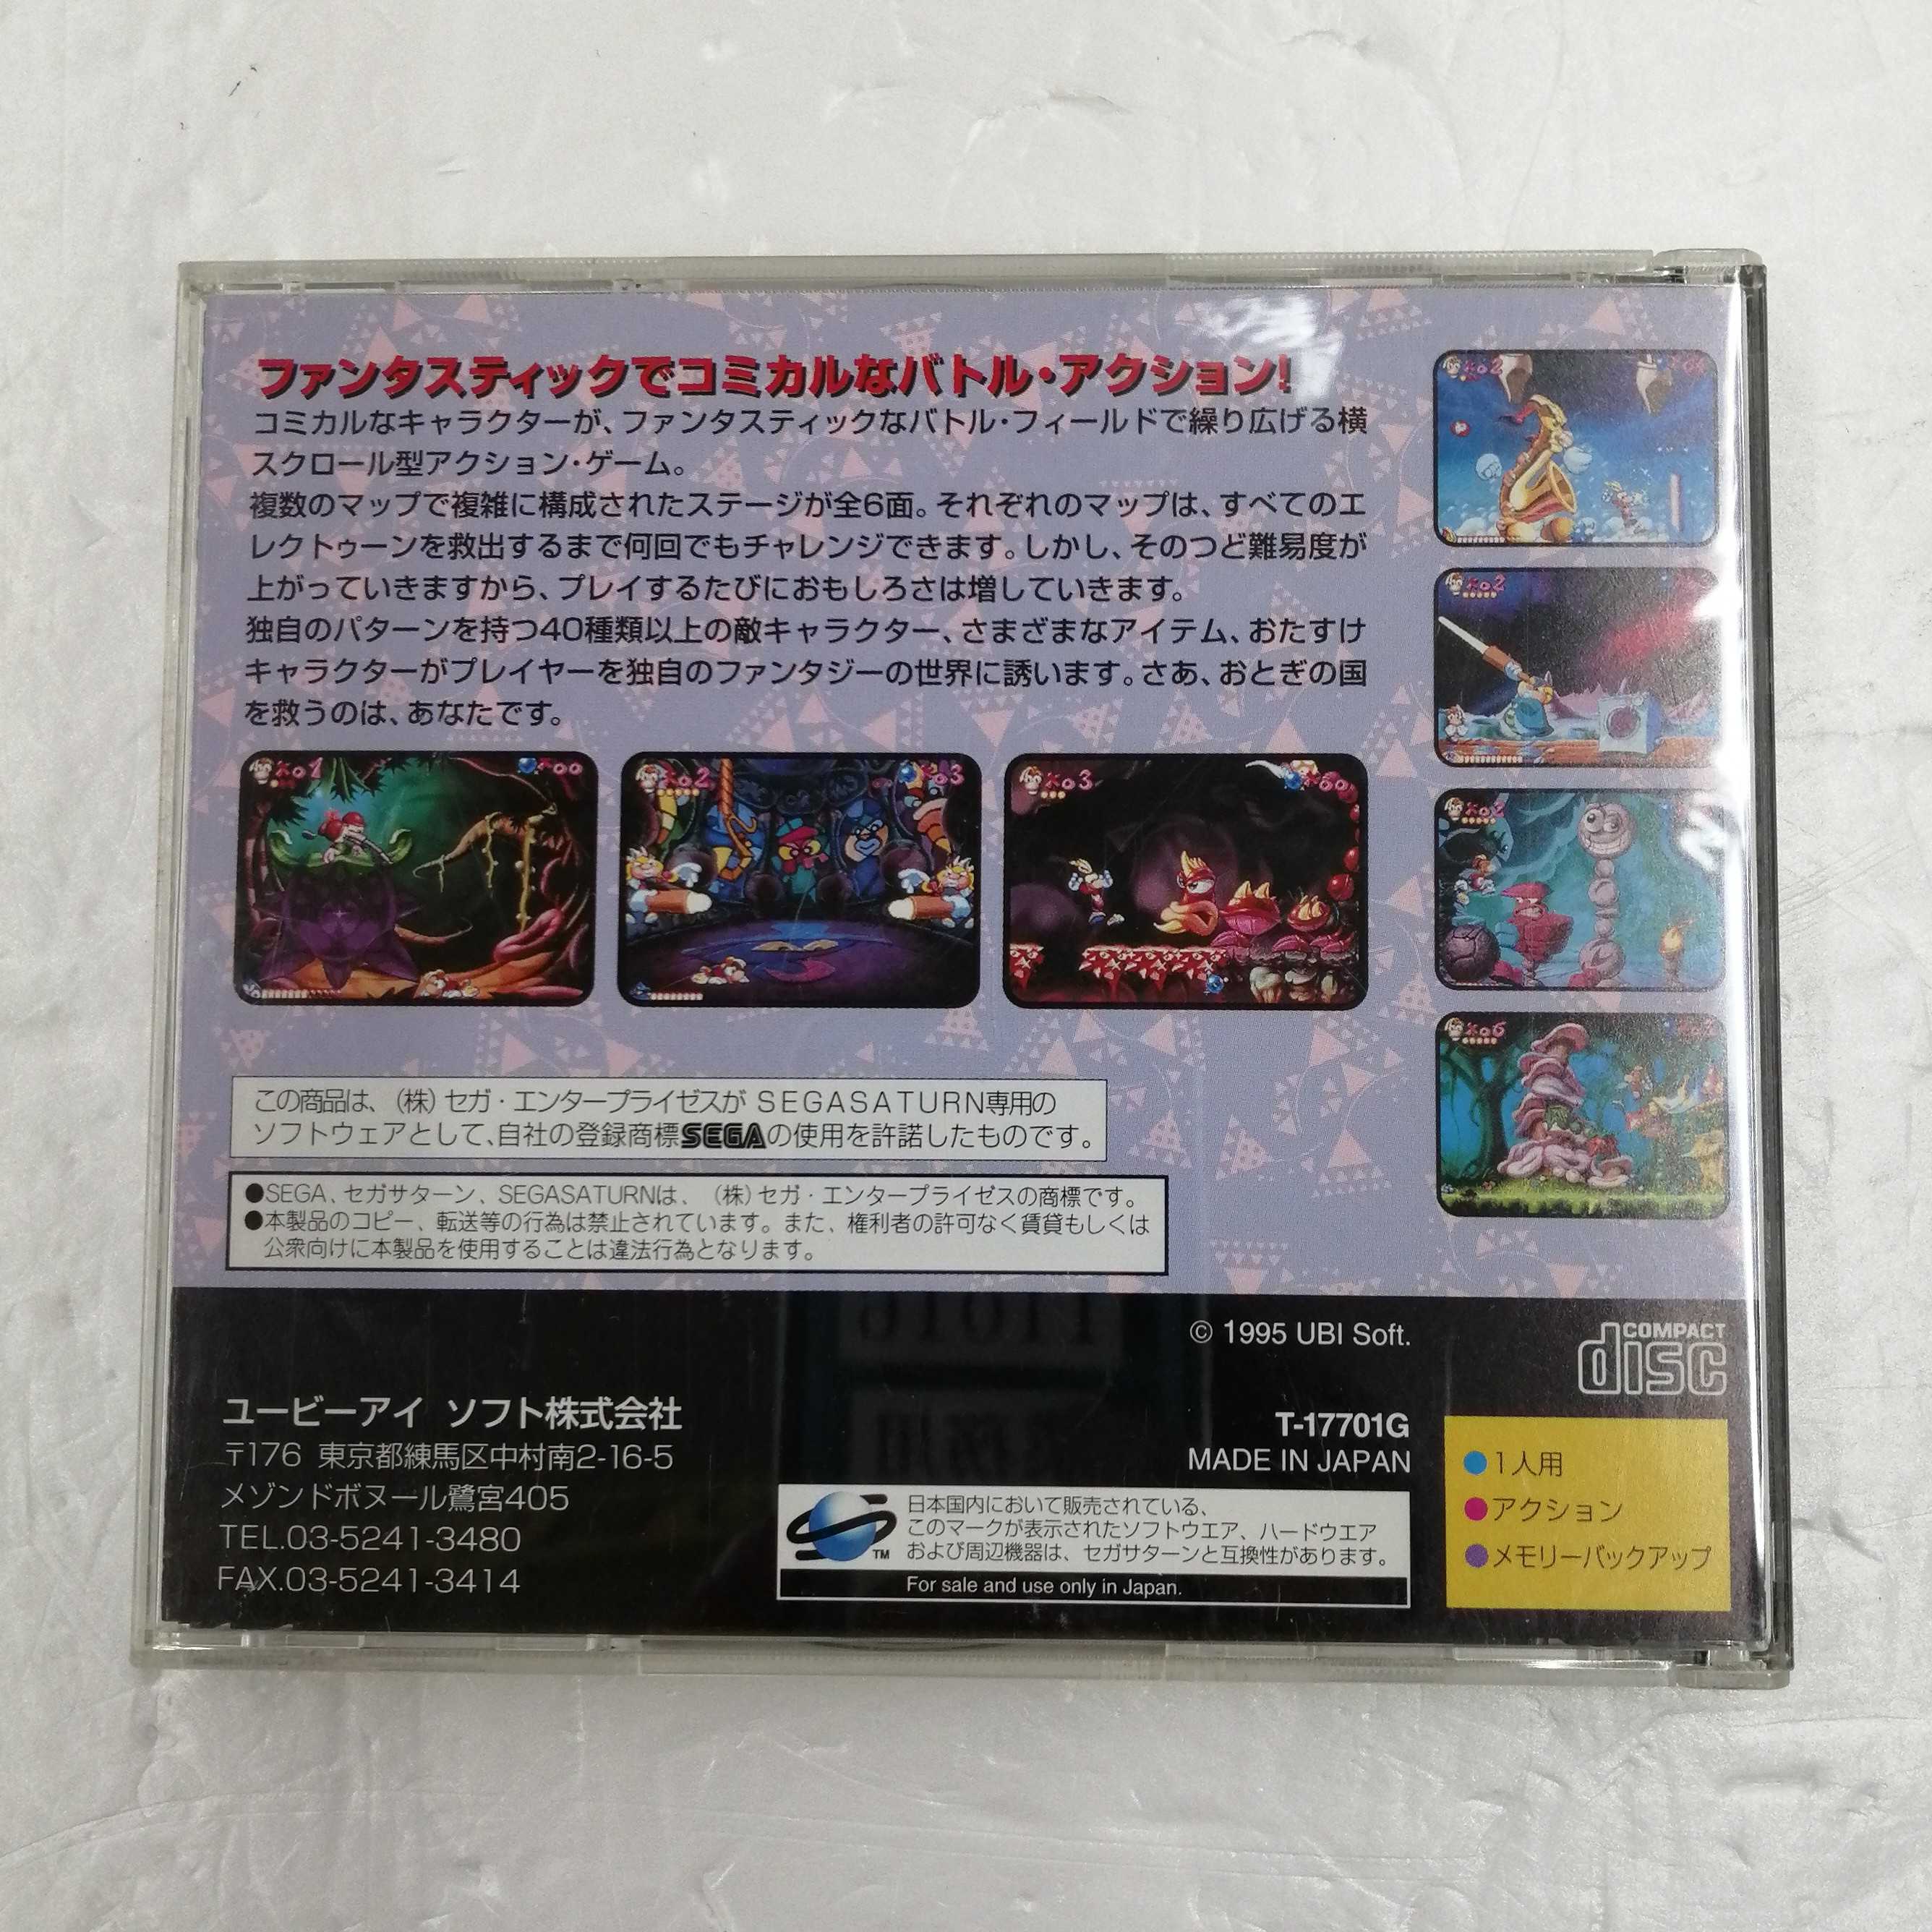 ファンタスティックでコミカルなバトル・アクション!
コミカルなキャラクターが、ファンタスティックなバトル・フィールドで繰り広げる横
スクロール型アクション・ゲーム。
複数のマップで複雑に構成されたステージが全6面。それぞれのマップは、すべてのエ
レクトゥーンを救出するまで何回でもチャレンジできます。しかし、そのつど難易度が
上がっていきますから、プレイするたびにおもしろさは増していきます。
独自のパターンを持つ40種類以上の敵キャラクター、さまざまなアイテム、おたすけ
キャラクターがプレイヤーを独自のファンタジーの世界に誘います。さあ、おとぎの国
を救うのは、あなたです。
この商品は、(株)セガ・エンタープライゼスが SEGASATURN専用の
ソフトウェアとして、自社の登録商標SEGAの使用を許諾したものです。
●SEGA、セガサターン、SEGASATURNは、(株)セガ・エンタープライゼスの商標です。
●本製品のコピー、転送等の行為は禁止されています。また、権利者の許可なく賃貸もしくは
公衆向けに本製品を使用することは違法行為となります。
© 1995 UBI Soft.
COMPACT
disc
ユービーアイ ソフト株式会社
〒176 東京都練馬区中村南2-16-5
メゾンドボヌール鷺宮405
TEL.03-5241-3480
FAX.03-5241-3414
T-17701G
MADE IN JAPAN
日本国内において販売されている、
このマークが表示されたソフトウエア、ハードウエア
および周辺機器は、セガサターンと互換性があります。
TM
For sale and use only in Japan.
●1人用
●アクション
●メモリーバックアップ